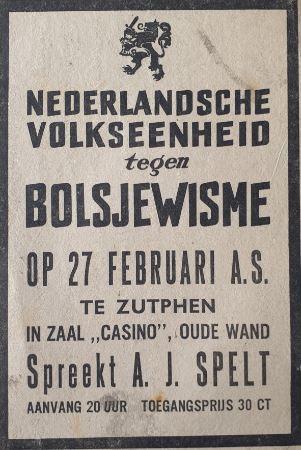 NEDERLANDSCHE
VOLKSEENHEID
tegen
BOLSJEWISME
OP 27 FEBRUARI A.S.
TE ZUTPHEN
IN ZAAL „CASINO”, OUDE WAND
Spreekt A. J. SPELT
AANVANG 20 UUR TOEGANGSPRIJS 30 CT